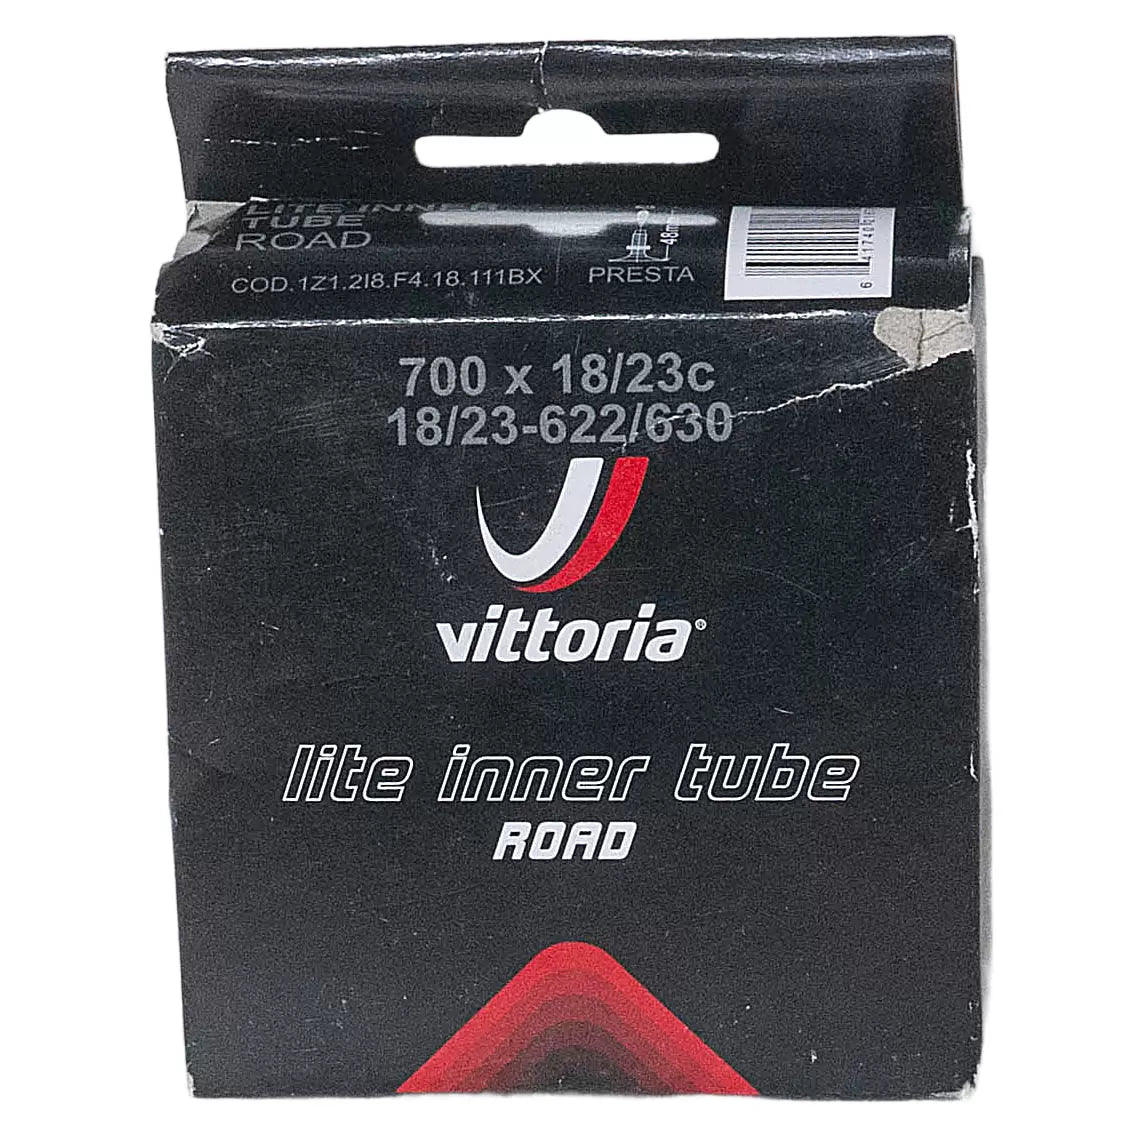 LITE INNER
TUBE
ROAD
COD.1Z1.2I8.F4.18.111BX
48mm
PRESTA
700 x 18/23c
18/23-622/630
vittoria®
lite inner tube
ROAD